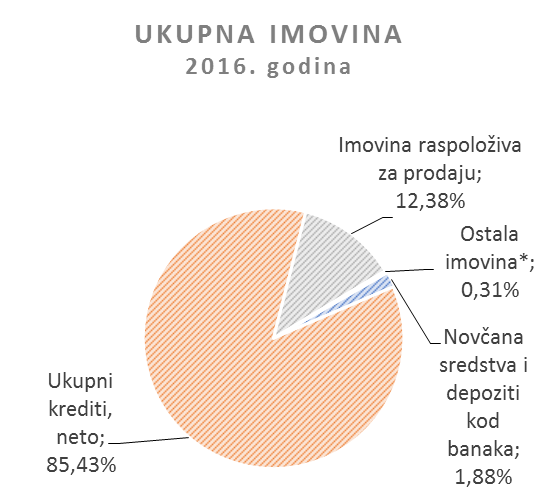 UKUPNA IMOVINA
2016. godina
Imovina raspoloživa
za prodaju;
12,38%
Ostala
imovina*;
0,31%
Novčana
sredstva i
depoziti
kod
banaka;
1,88%
Ukupni
krediti,
neto;
85,43%